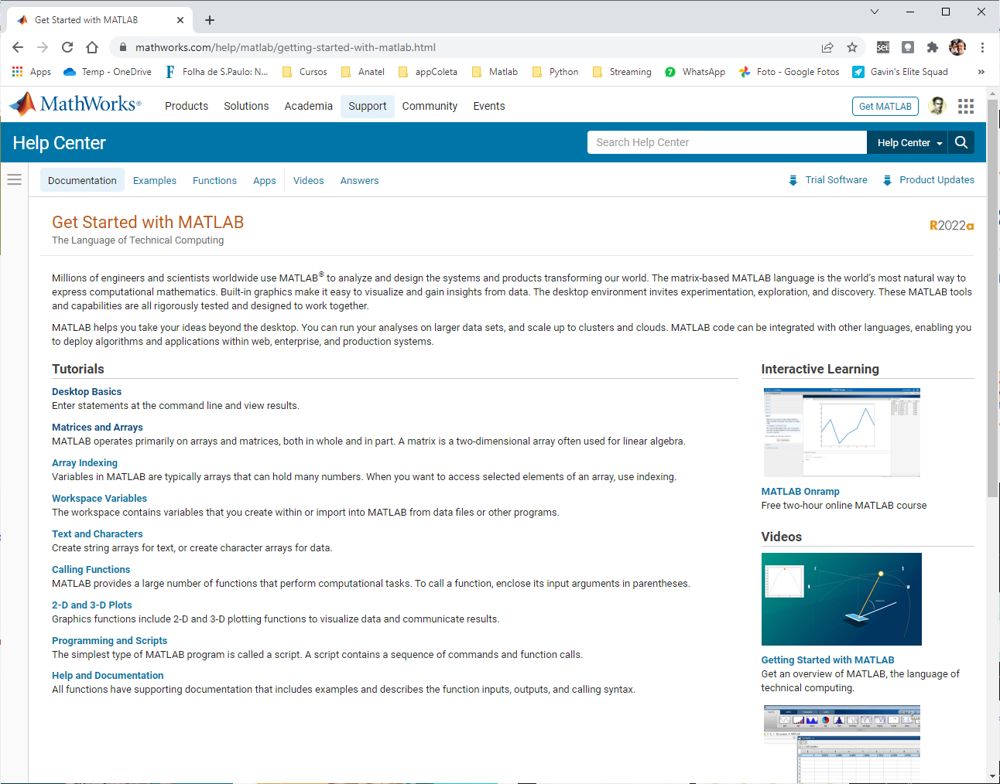 Get Started with MATLAB
mathworks.com/help/matlab/getting-started-with-matlab.html
Apps Temp - OneDrive Folha de S.Paulo: N... Cursos Anatel appColeta Matlab Python Streaming WhatsApp Foto - Google Fotos Gavin's Elite Squad »
sei
7
MathWorks® Products Solutions Academia Support Community Events Get MATLAB
Help Center Search Help Center Help Center
Documentation Examples Functions Apps Videos Answers Trial Software Product Updates
Get Started with MATLAB
R2022a
The Language of Technical Computing
Millions of engineers and scientists worldwide use MATLAB® to analyze and design the systems and products transforming our world. The matrix-based MATLAB language is the world's most natural way to
express computational mathematics. Built-in graphics make it easy to visualize and gain insights from data. The desktop environment invites experimentation, exploration, and discovery. These MATLAB tools
and capabilities are all rigorously tested and designed to work together.
MATLAB helps you take your ideas beyond the desktop. You can run your analyses on larger data sets, and scale up to clusters and clouds. MATLAB code can be integrated with other languages, enabling you
to deploy algorithms and applications within web, enterprise, and production systems.
Tutorials
Desktop Basics
Enter statements at the command line and view results.
Matrices and Arrays
MATLAB operates primarily on arrays and matrices, both in whole and in part. A matrix is a two-dimensional array often used for linear algebra.
Array Indexing
Variables in MATLAB are typically arrays that can hold many numbers. When you want to access selected elements of an array, use indexing.
Workspace Variables
The workspace contains variables that you create within or import into MATLAB from data files or other programs.
Text and Characters
Create string arrays for text, or create character arrays for data.
Calling Functions
MATLAB provides a large number of functions that perform computational tasks. To call a function, enclose its input arguments in parentheses.
2-D and 3-D Plots
Graphics functions include 2-D and 3-D plotting functions to visualize data and communicate results.
Programming and Scripts
The simplest type of MATLAB program is called a script. A script contains a sequence of commands and function calls.
Help and Documentation
All functions have supporting documentation that includes examples and describes the function inputs, outputs, and calling syntax.
Interactive Learning
MATLAB Onramp
Free two-hour online MATLAB course
Videos
E S
N W
Getting Started with MATLAB
Get an overview of MATLAB, the language of
technical computing.